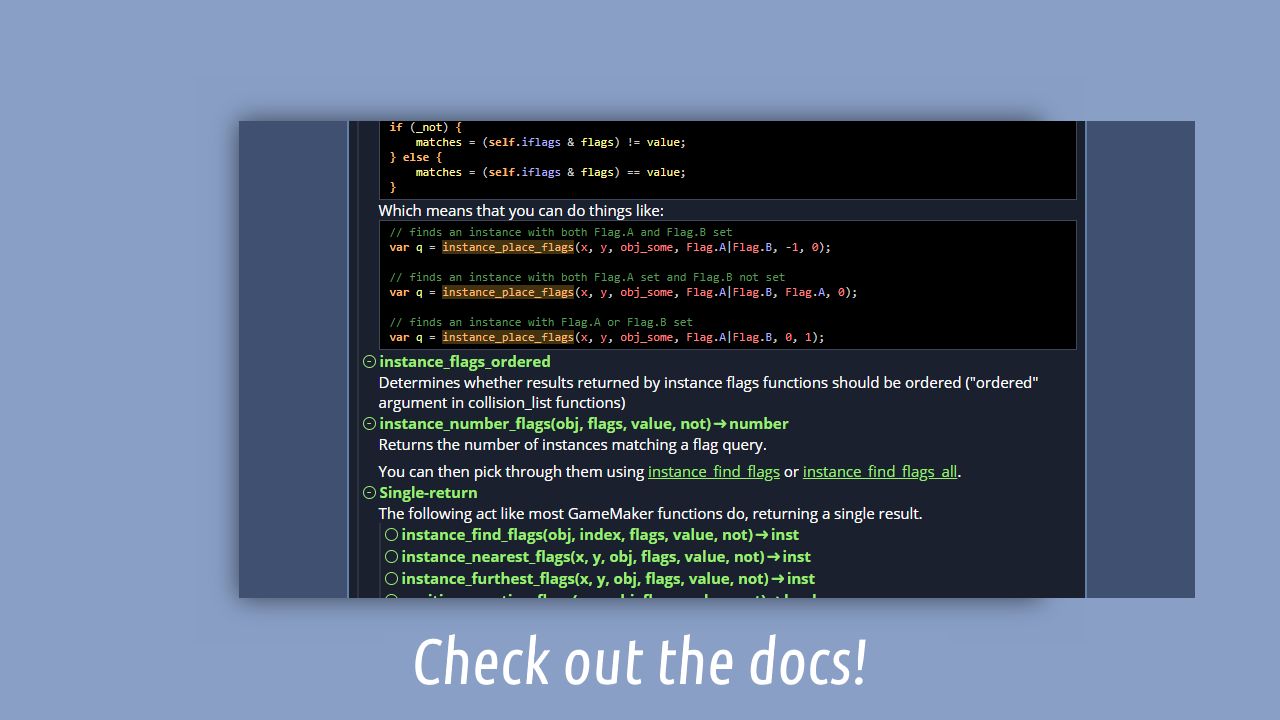 if (_not) {
    matches = (self.iflags & flags) != value;
} else {
    matches = (self.iflags & flags) == value;
}
Which means that you can do things like:
// finds an instance with both Flag.A and Flag.B set
var q = instance_place_flags(x, y, obj_some, Flag.A|Flag.B, -1, 0);
// finds an instance with both Flag.A set and Flag.B not set
var q = instance_place_flags(x, y, obj_some, Flag.A|Flag.B, Flag.A, 0);
// finds an instance with Flag.A or Flag.B set
var q = instance_place_flags(x, y, obj_some, Flag.A|Flag.B, 0, 1);
instance_flags_ordered
Determines whether results returned by instance flags functions should be ordered ("ordered"
argument in collision_list functions)
instance_number_flags(obj, flags, value, not)➜number
Returns the number of instances matching a flag query.
You can then pick through them using instance_find_flags or instance_find_flags_all.
Single-return
The following act like most GameMaker functions do, returning a single result.
instance_find_flags(obj, index, flags, value, not)➜inst
instance_nearest_flags(x, y, obj, flags, value, not)➜inst
instance_furthest_flags(x, y, obj, flags, value, not)➜inst
Check out the docs!